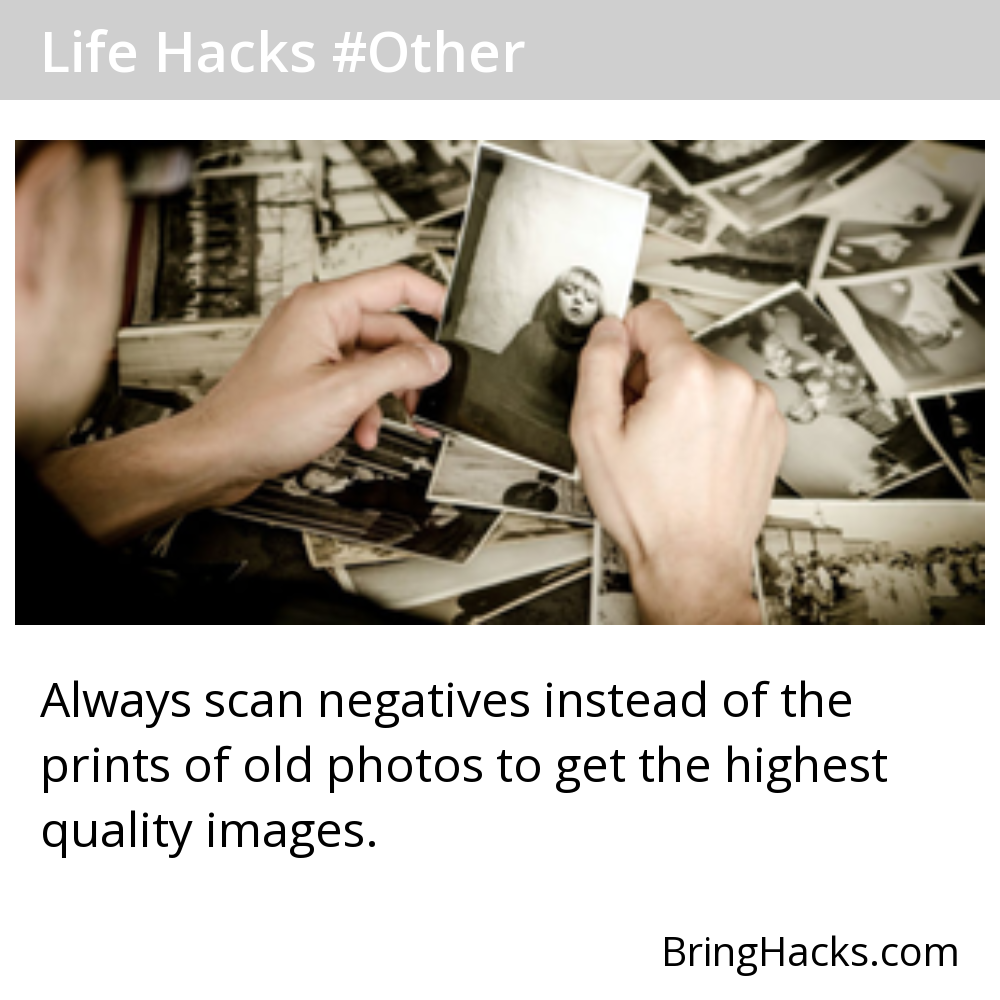 Life Hacks #Other
Always scan negatives instead of the
prints of old photos to get the highest
quality images.
BringHacks.com